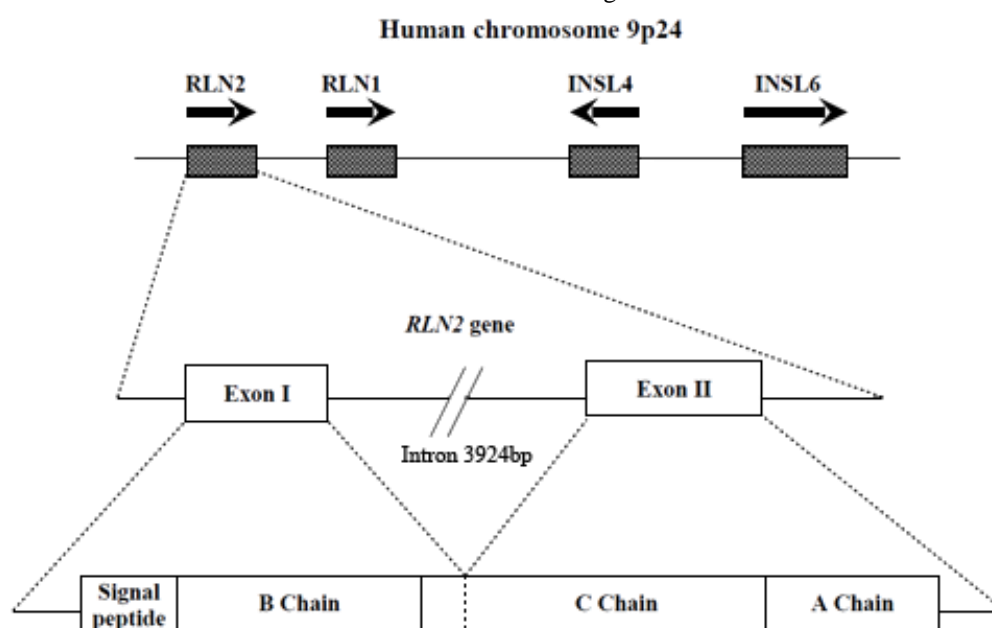 Human chromosome 9p24
RLN2 RLN1 INSL4 INSL6
RLN2 gene
Exon I Exon II
Intron 3924bp
Signal peptide B Chain C Chain A Chain